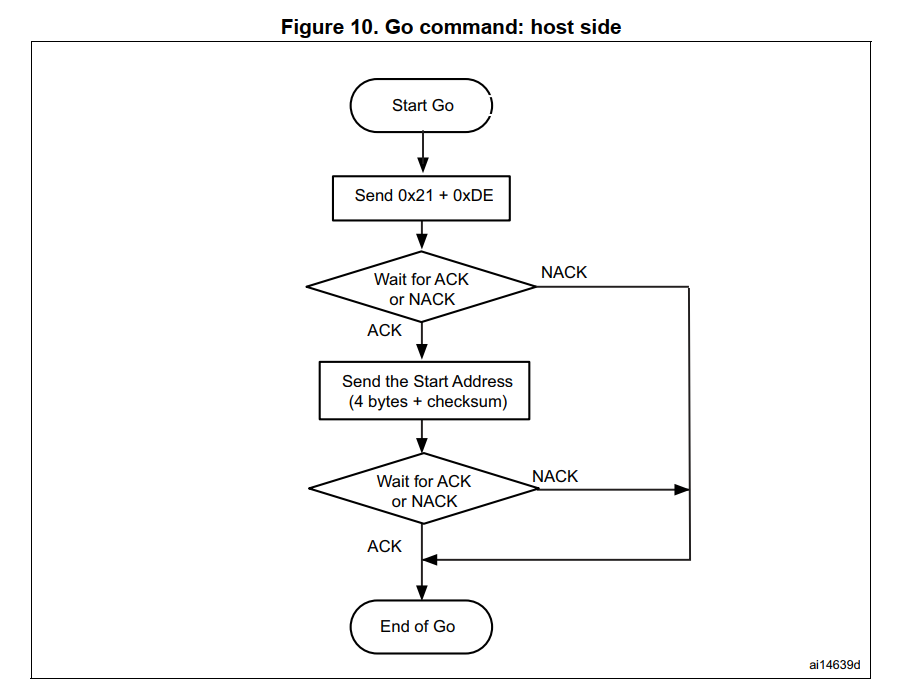 Figure 10. Go command: host side
Start Go
Send 0x21 + 0xDE
Wait for ACK
or NACK
NACK
ACK
Send the Start Address
(4 bytes + checksum)
Wait for ACK
or NACK
NACK
ACK
End of Go
ai14639d